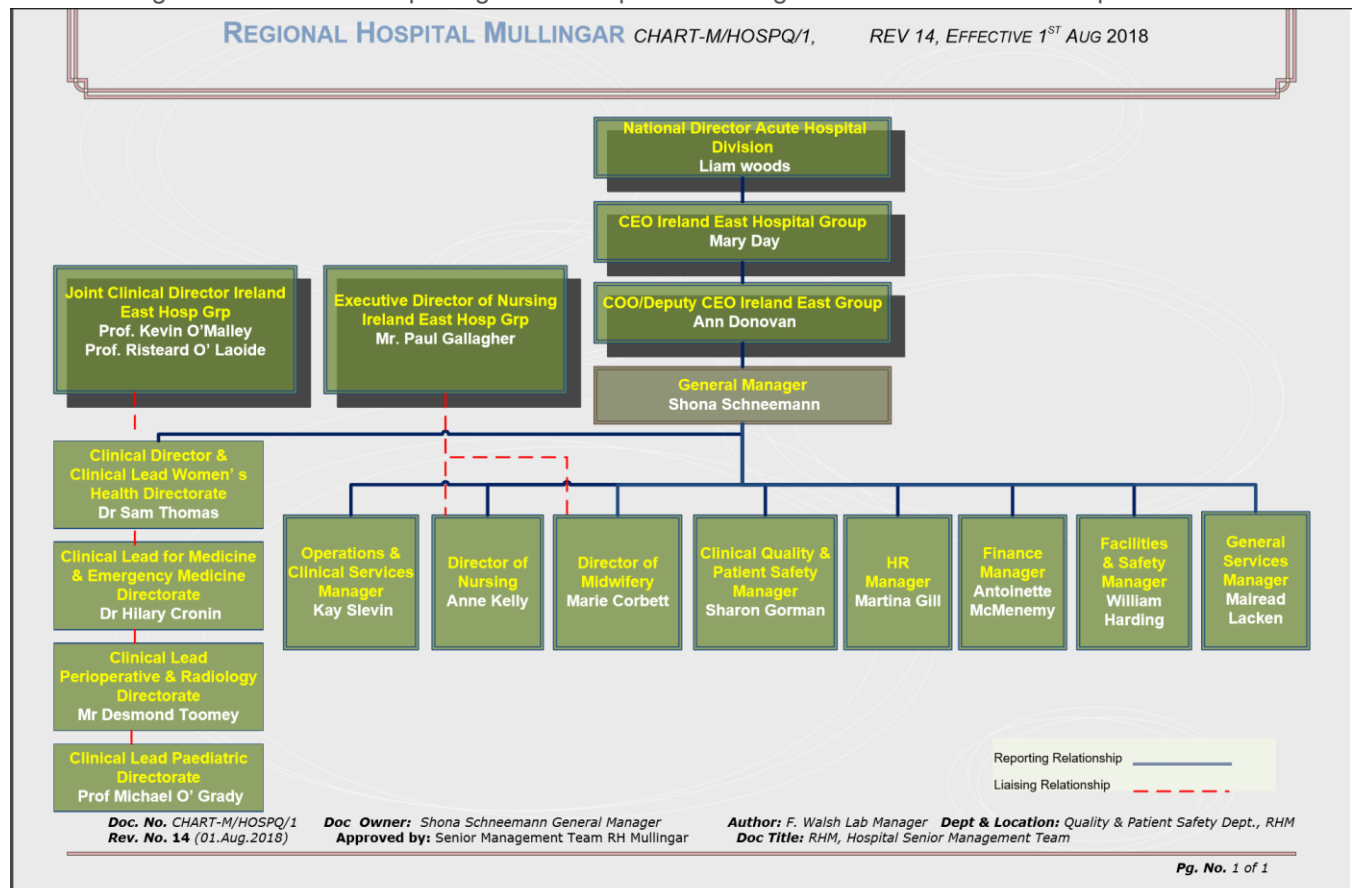 REGIONAL HOSPITAL MULLINGAR CHART-M/HOSPQ/1, REV 14, EFFECTIVE 1ST AUG 2018
National Director Acute Hospital
Division
Liam woods
CEO Ireland East Hospital Group
Mary Day
Joint Clinical Director Ireland
East Hosp Grp
Prof. Kevin O'Malley
Prof. Risteard O' Laoide
Executive Director of Nursing
Ireland East Hosp Grp
Mr. Paul Gallagher
COO/Deputy CEO Ireland East Group
Ann Donovan
General Manager
Shona Schneemann
Clinical Director &
Clinical Lead Women' s
Health Directorate
Dr Sam Thomas
Clinical Lead for Medicine
& Emergency Medicine
Directorate
Dr Hilary Cronin
Clinical Lead
Perioperative & Radiology
Directorate
Mr Desmond Toomey
Clinical Lead Paediatric
Directorate
Prof Michael O' Grady
Operations &
Clinical Services
Manager
Kay Slevin
Director of
Nursing
Anne Kelly
Director of
Midwifery
Marie Corbett
Clinical Quality &
Patient Safety
Manager
Sharon Gorman
HR
Manager
Martina Gill
Finance
Manager
Antoinette
McMenemy
Facilities
& Safety
Manager
William
Harding
General
Services
Manager
Mairead
Lacken
Reporting Relationship
Liaising Relationship
Doc. No. CHART-M/HOSPQ/1 Doc Owner: Shona Schneemann General Manager Author: F. Walsh Lab Manager Dept & Location: Quality & Patient Safety Dept., RHM
Rev. No. 14 (01.Aug.2018) Approved by: Senior Management Team RH Mullingar Doc Title: RHM, Hospital Senior Management Team
Pg. No. 1 of 1